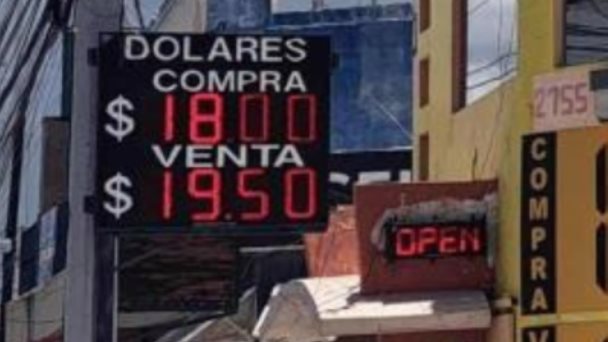 DOLARES
COMPRA
$ 18.00
VENTA
$ 19.50
OPEN
2755
COMPRA
V